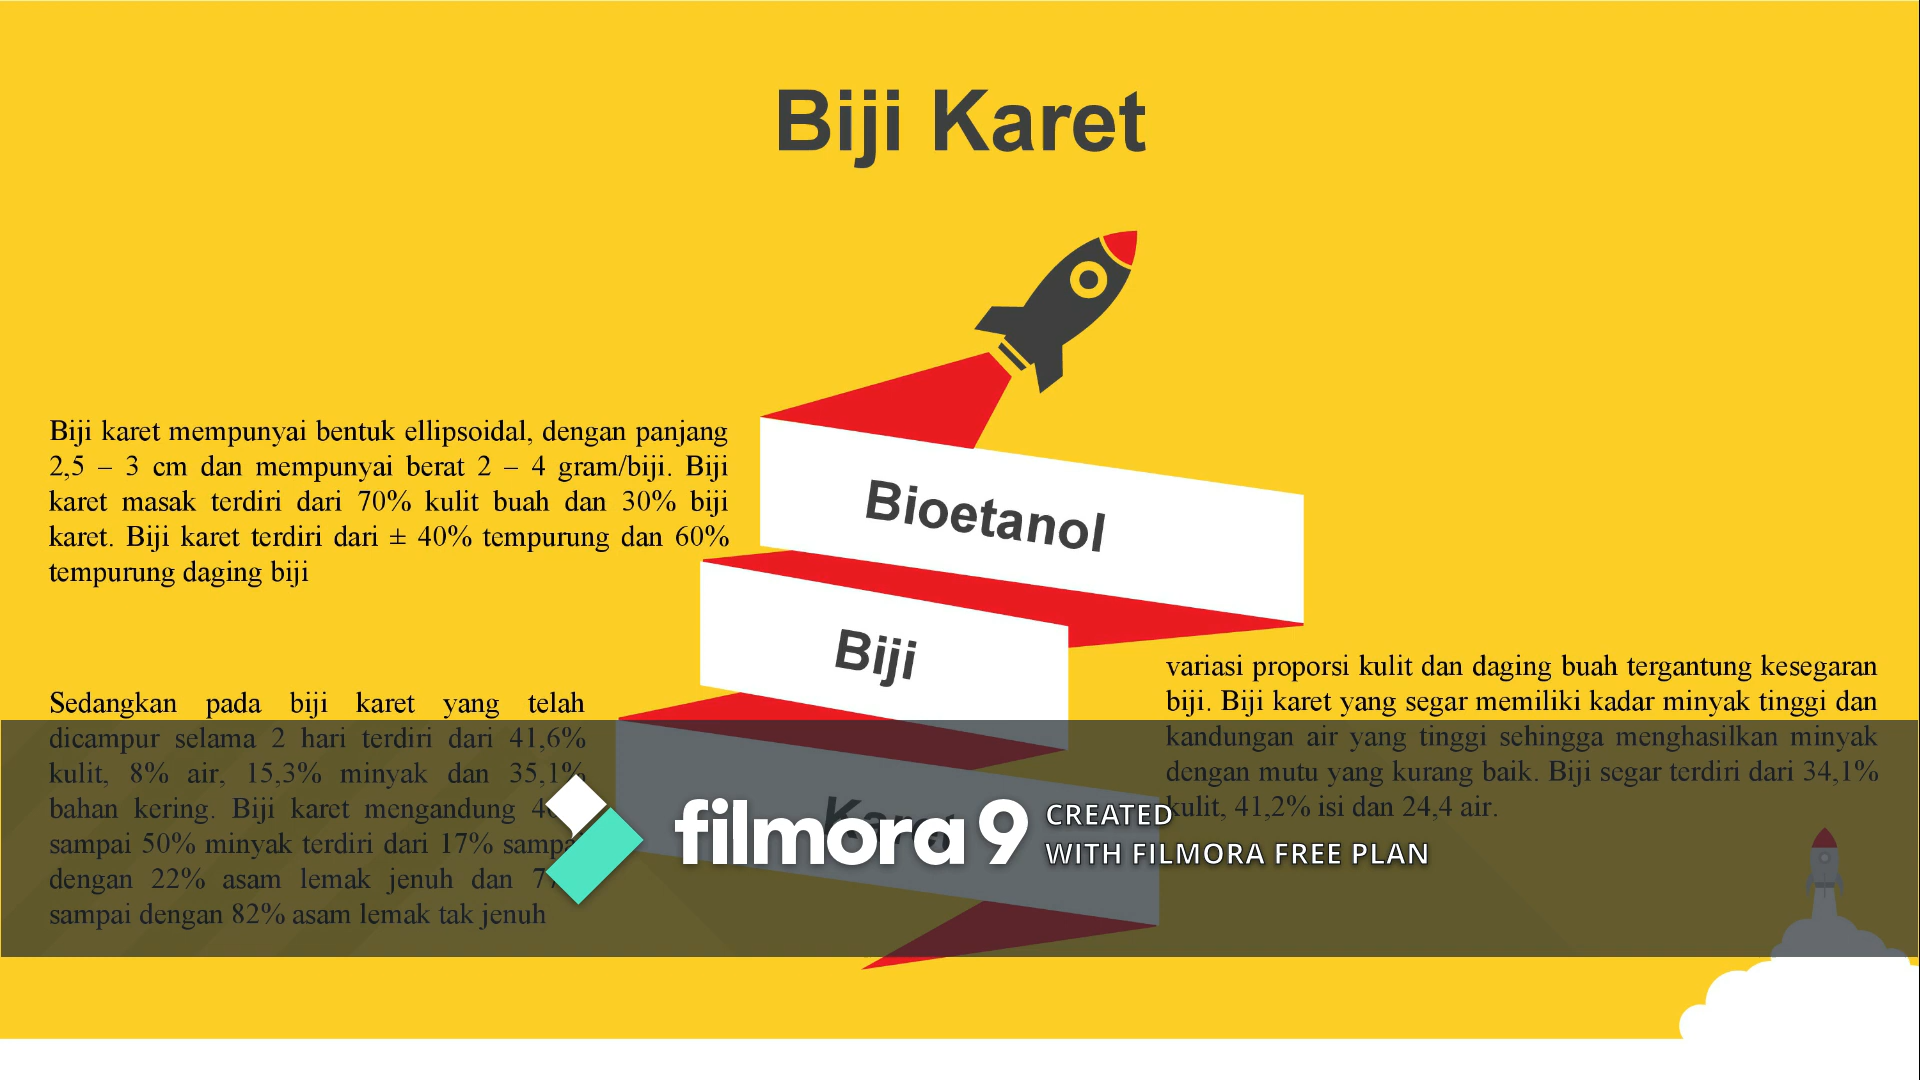 Biji Karet
Biji karet mempunyai bentuk ellipsoidal, dengan panjang
2,5 – 3 cm dan mempunyai berat 2 – 4 gram/biji. Biji
karet masak terdiri dari 70% kulit buah dan 30% biji
karet. Biji karet terdiri dari ± 40% tempurung dan 60%
tempurung daging biji
Bioetanol
Biji
Karet
Sedangkan pada biji karet yang telah
dicampur selama 2 hari terdiri dari 41,6%
kulit, 8% air, 15,3% minyak dan 35,1%
bahan kering. Biji karet mengandung
sampai 50% minyak terdiri dari 17% sampai
dengan 22% asam lemak jenuh dan
sampai dengan 82% asam lemak tak jenuh
variasi proporsi kulit dan daging buah tergantung kesegaran
biji. Biji karet yang segar memiliki kadar minyak tinggi dan
kandungan air yang tinggi sehingga menghasilkan minyak
dengan mutu yang kurang baik. Biji segar terdiri dari 34,1%
kulit, 41,2% isi dan 24,4 air.
filmora 9
CREATED
WITH FILMORA FREE PLAN